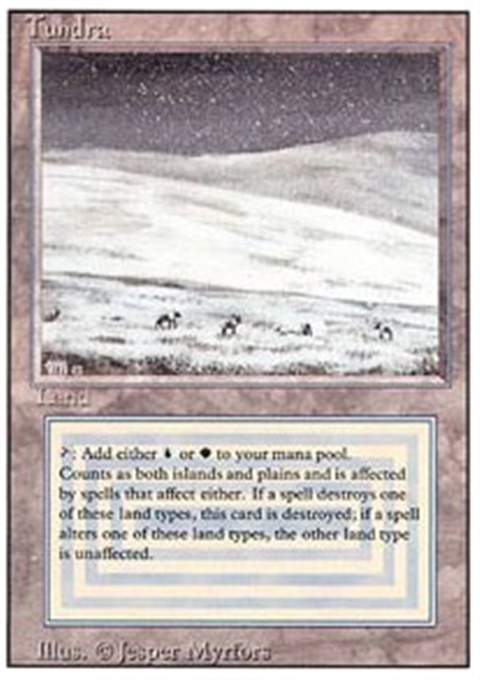 Tundra
Land
: Add either or to your mana pool.
Counts as both islands and plains and is affected
by spells that affect either. If a spell destroys one
of these land types, this card is destroyed; if a spell
alters one of these land types, the other land type
is unaffected.
Illus. © Jesper Myrfors